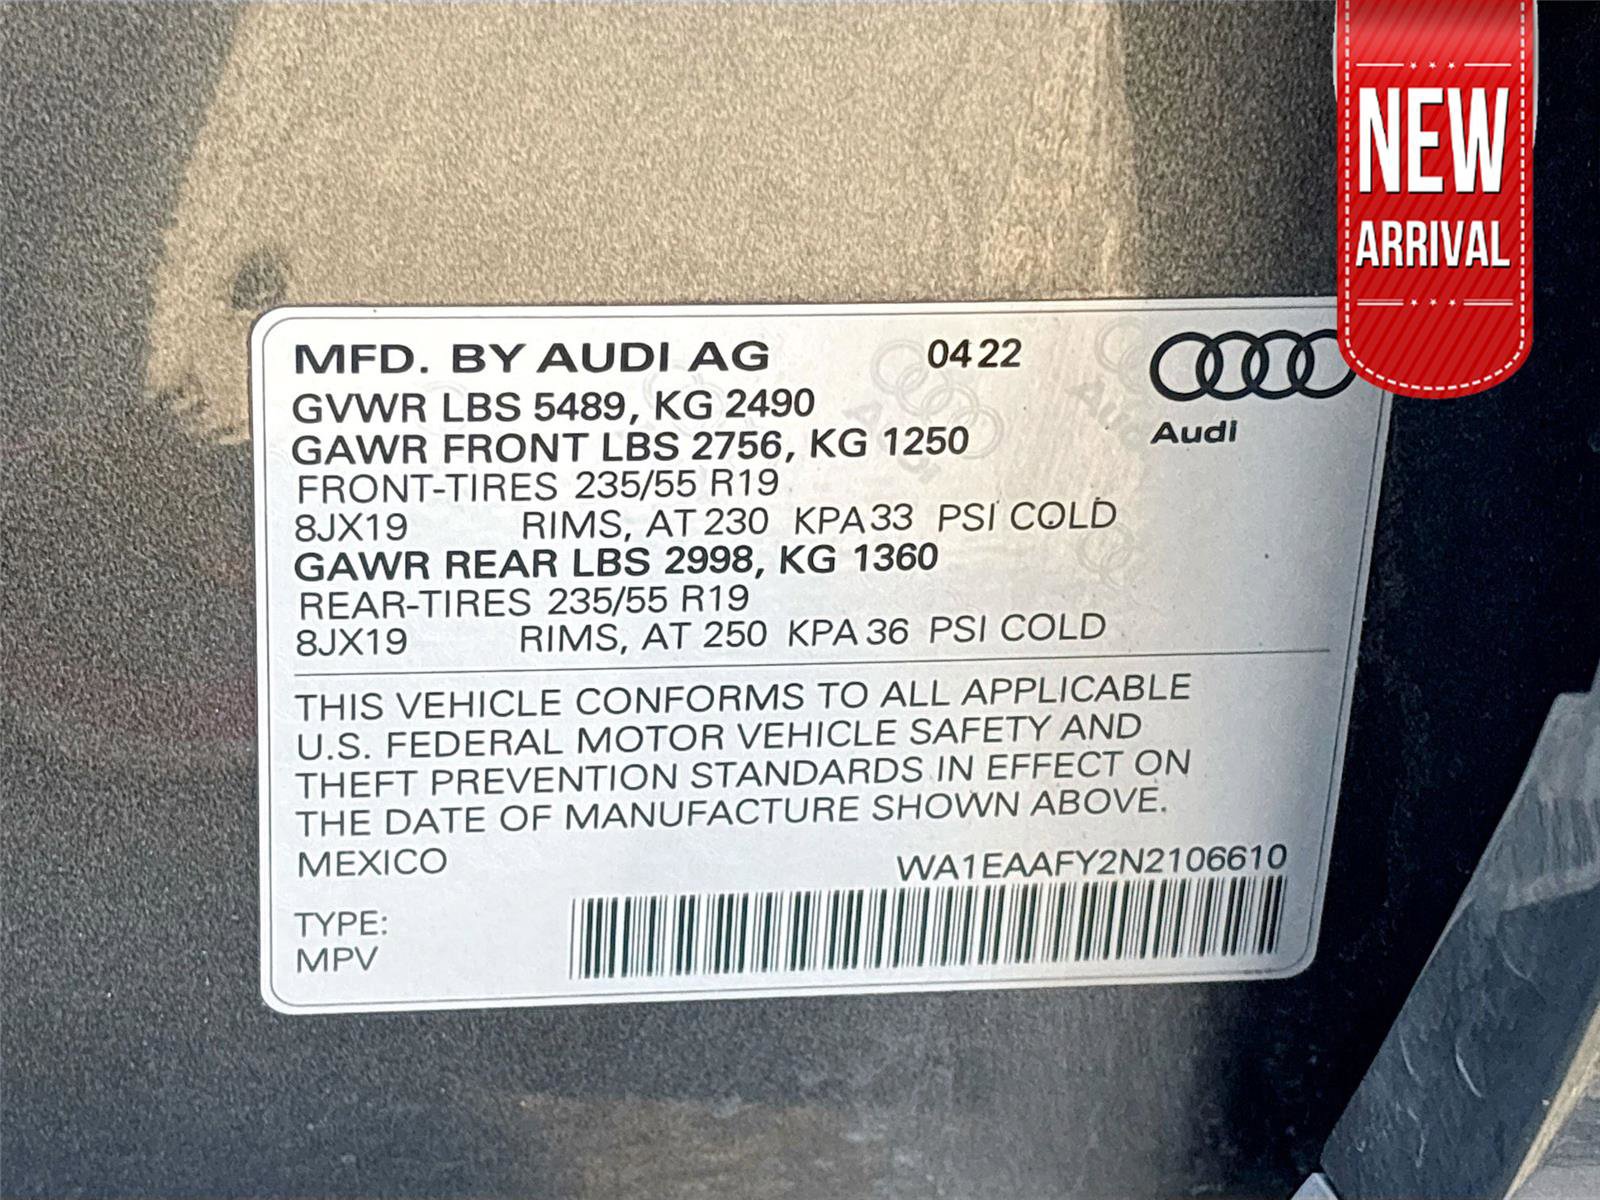 NEW
ARRIVAL
MFD. BY AUDI AG 04 22
GVWR LBS 5489, KG 2490
GAWR FRONT LBS 2756, KG 1250
Audi
FRONT-TIRES 235/55 R19
8JX19 RIMS, AT 230 KPA 33 PSI COLD
GAWR REAR LBS 2998, KG 1360
REAR-TIRES 235/55 R19
8JX19 RIMS, AT 250 KPA 36 PSI COLD
THIS VEHICLE CONFORMS TO ALL APPLICABLE
U.S. FEDERAL MOTOR VEHICLE SAFETY AND
THEFT PREVENTION STANDARDS IN EFFECT ON
THE DATE OF MANUFACTURE SHOWN ABOVE.
MEXICO WA1EAAFY2N2106610
TYPE:
MPV